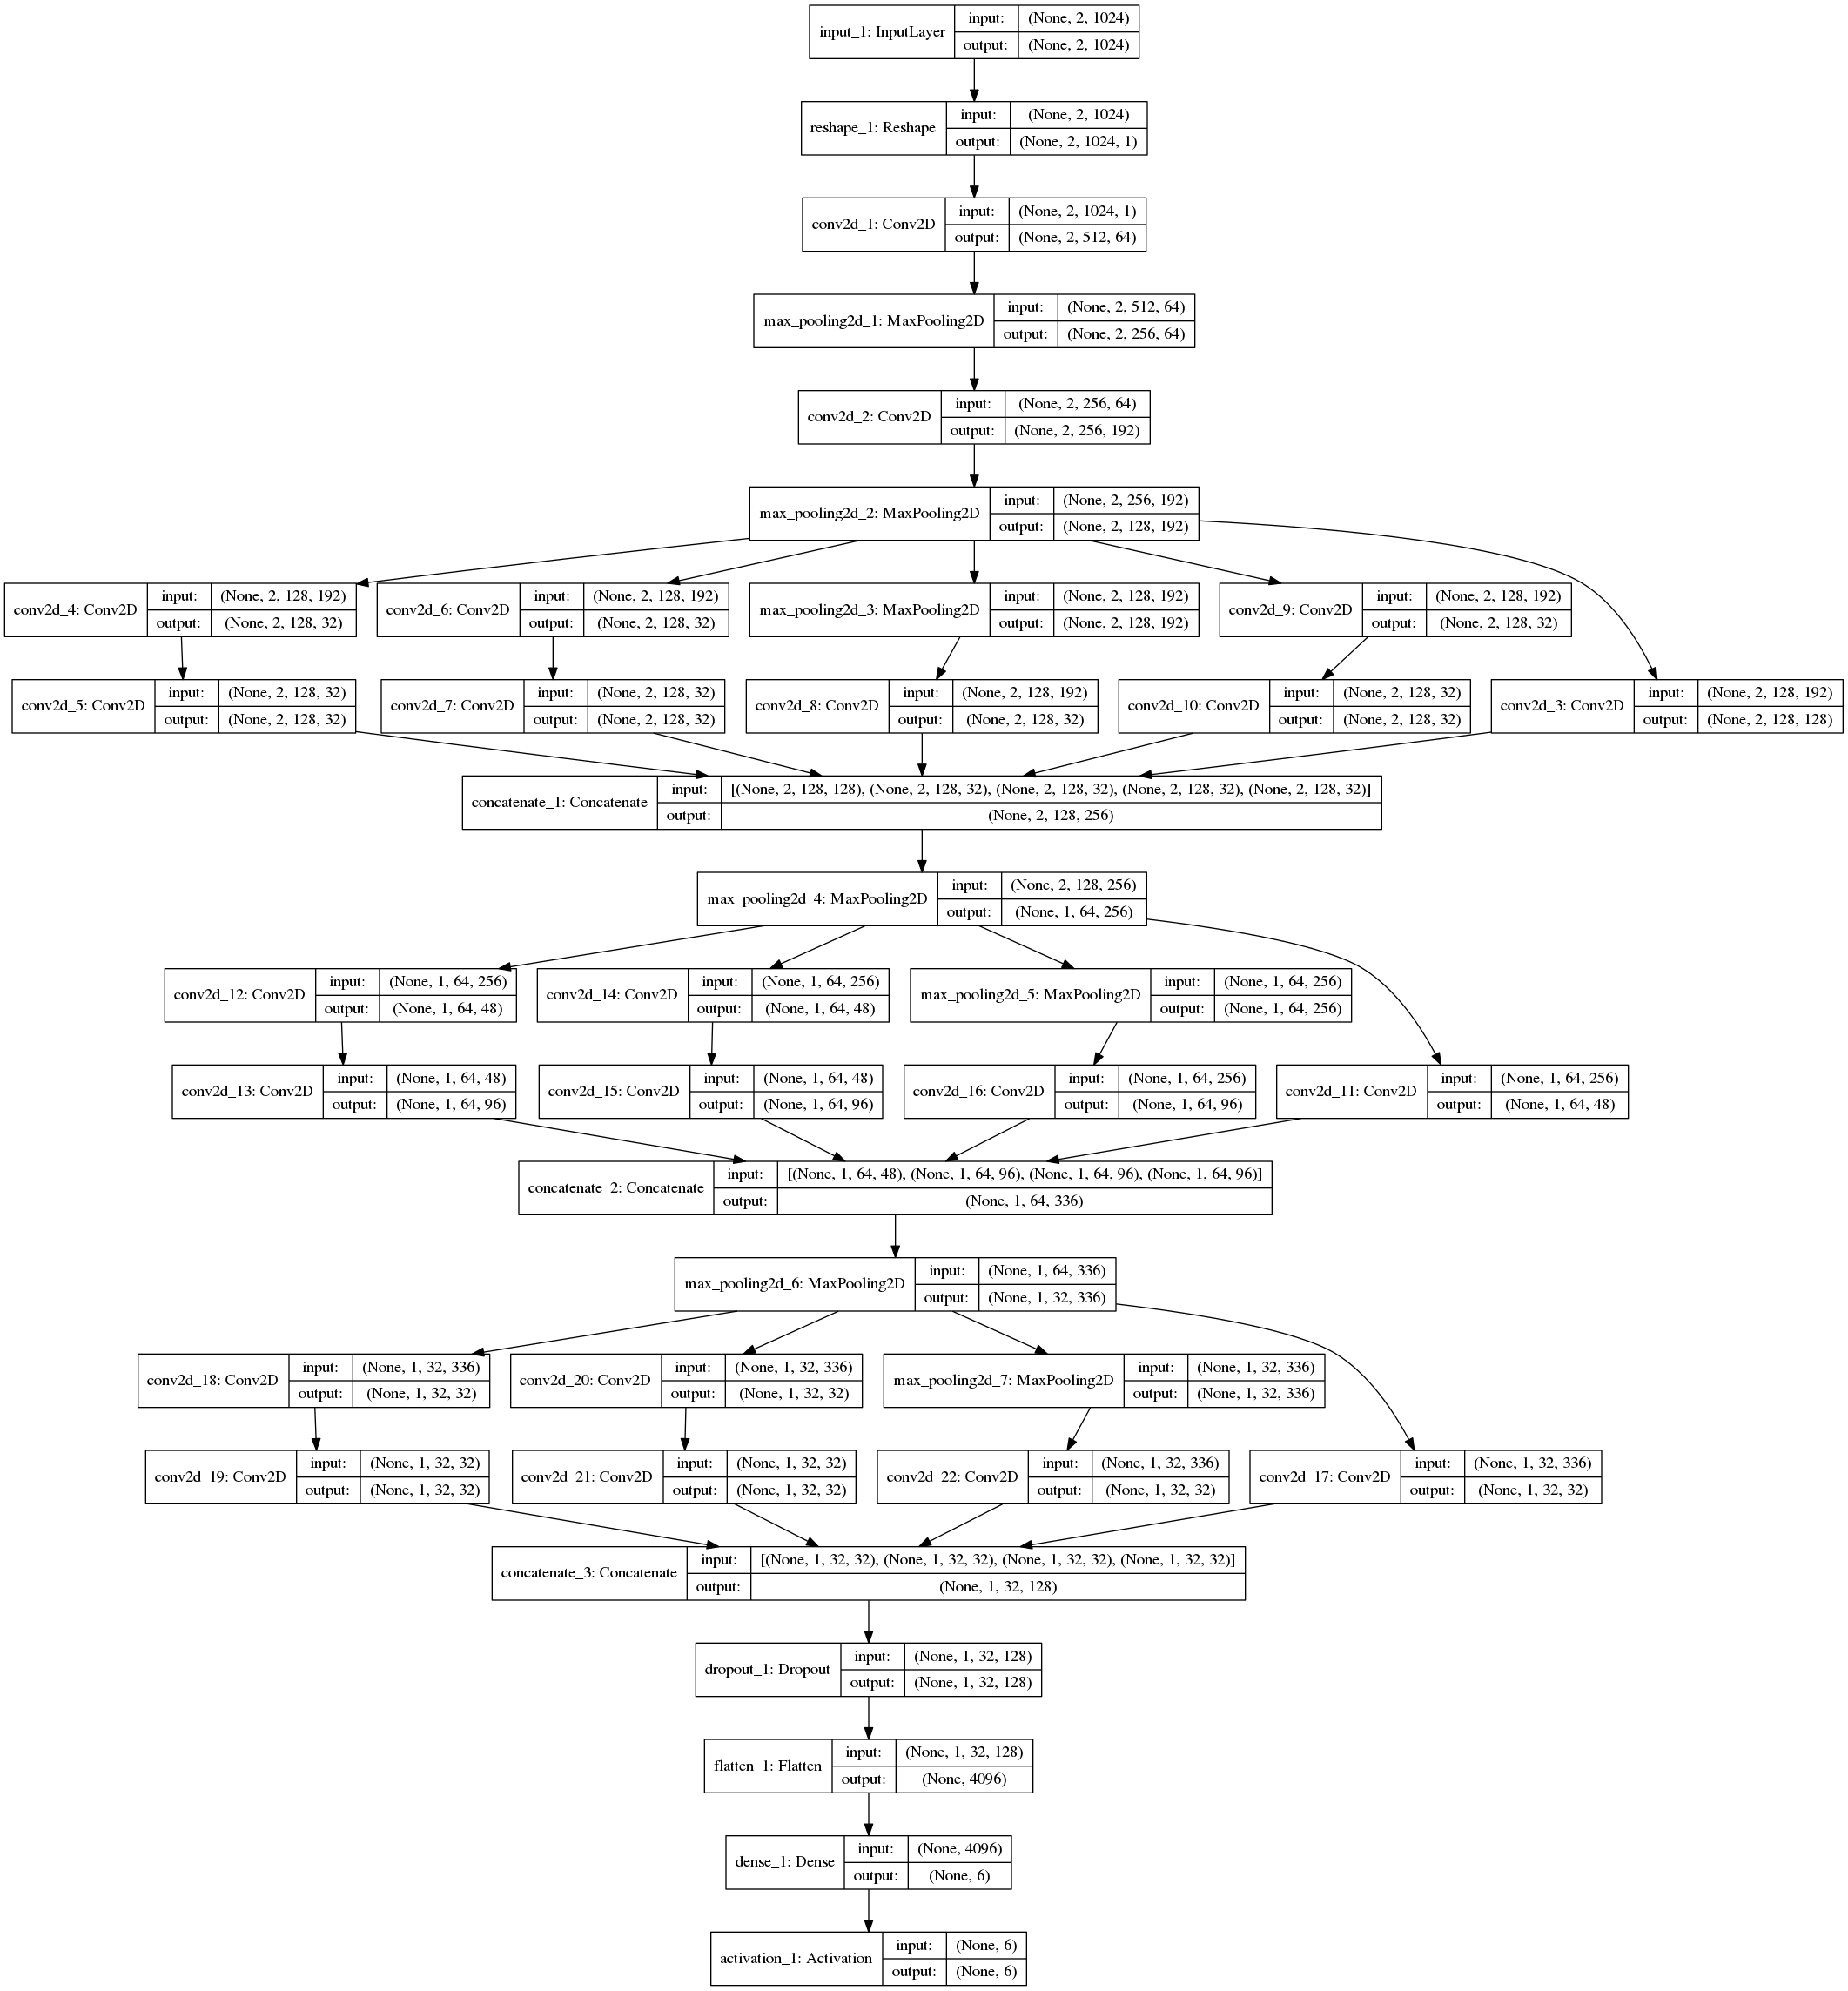 input_1: InputLayer input: (None, 2, 1024)
output: (None, 2, 1024)
reshape_1: Reshape input: (None, 2, 1024)
output: (None, 2, 1024, 1)
conv2d_1: Conv2D input: (None, 2, 1024, 1)
output: (None, 2, 512, 64)
max_pooling2d_1: MaxPooling2D input: (None, 2, 512, 64)
output: (None, 2, 256, 64)
conv2d_2: Conv2D input: (None, 2, 256, 64)
output: (None, 2, 256, 192)
max_pooling2d_2: MaxPooling2D input: (None, 2, 256, 192)
output: (None, 2, 128, 192)
conv2d_4: Conv2D input: (None, 2, 128, 192)
output: (None, 2, 128, 32)
conv2d_6: Conv2D input: (None, 2, 128, 192)
output: (None, 2, 128, 32)
max_pooling2d_3: MaxPooling2D input: (None, 2, 128, 192)
output: (None, 2, 128, 192)
conv2d_9: Conv2D input: (None, 2, 128, 192)
output: (None, 2, 128, 32)
conv2d_5: Conv2D input: (None, 2, 128, 32)
output: (None, 2, 128, 32)
conv2d_7: Conv2D input: (None, 2, 128, 32)
output: (None, 2, 128, 32)
conv2d_8: Conv2D input: (None, 2, 128, 192)
output: (None, 2, 128, 32)
conv2d_10: Conv2D input: (None, 2, 128, 32)
output: (None, 2, 128, 32)
conv2d_3: Conv2D input: (None, 2, 128, 192)
output: (None, 2, 128, 128)
concatenate_1: Concatenate input: [(None, 2, 128, 128), (None, 2, 128, 32), (None, 2, 128, 32), (None, 2, 128, 32), (None, 2, 128, 32)]
output: (None, 2, 128, 256)
max_pooling2d_4: MaxPooling2D input: (None, 2, 128, 256)
output: (None, 1, 64, 256)
conv2d_12: Conv2D input: (None, 1, 64, 256)
output: (None, 1, 64, 48)
conv2d_14: Conv2D input: (None, 1, 64, 256)
output: (None, 1, 64, 48)
max_pooling2d_5: MaxPooling2D input: (None, 1, 64, 256)
output: (None, 1, 64, 256)
conv2d_13: Conv2D input: (None, 1, 64, 48)
output: (None, 1, 64, 96)
conv2d_15: Conv2D input: (None, 1, 64, 48)
output: (None, 1, 64, 96)
conv2d_16: Conv2D input: (None, 1, 64, 256)
output: (None, 1, 64, 96)
conv2d_11: Conv2D input: (None, 1, 64, 256)
output: (None, 1, 64, 48)
concatenate_2: Concatenate input: [(None, 1, 64, 48), (None, 1, 64, 96), (None, 1, 64, 96), (None, 1, 64, 96)]
output: (None, 1, 64, 336)
max_pooling2d_6: MaxPooling2D input: (None, 1, 64, 336)
output: (None, 1, 32, 336)
conv2d_18: Conv2D input: (None, 1, 32, 336)
output: (None, 1, 32, 32)
conv2d_20: Conv2D input: (None, 1, 32, 336)
output: (None, 1, 32, 32)
max_pooling2d_7: MaxPooling2D input: (None, 1, 32, 336)
output: (None, 1, 32, 336)
conv2d_19: Conv2D input: (None, 1, 32, 32)
output: (None, 1, 32, 32)
conv2d_21: Conv2D input: (None, 1, 32, 32)
output: (None, 1, 32, 32)
conv2d_22: Conv2D input: (None, 1, 32, 336)
output: (None, 1, 32, 32)
conv2d_17: Conv2D input: (None, 1, 32, 336)
output: (None, 1, 32, 32)
concatenate_3: Concatenate input: [(None, 1, 32, 32), (None, 1, 32, 32), (None, 1, 32, 32), (None, 1, 32, 32)]
output: (None, 1, 32, 128)
dropout_1: Dropout input: (None, 1, 32, 128)
output: (None, 1, 32, 128)
flatten_1: Flatten input: (None, 1, 32, 128)
output: (None, 4096)
dense_1: Dense input: (None, 4096)
output: (None, 6)
activation_1: Activation input: (None, 6)
output: (None, 6)